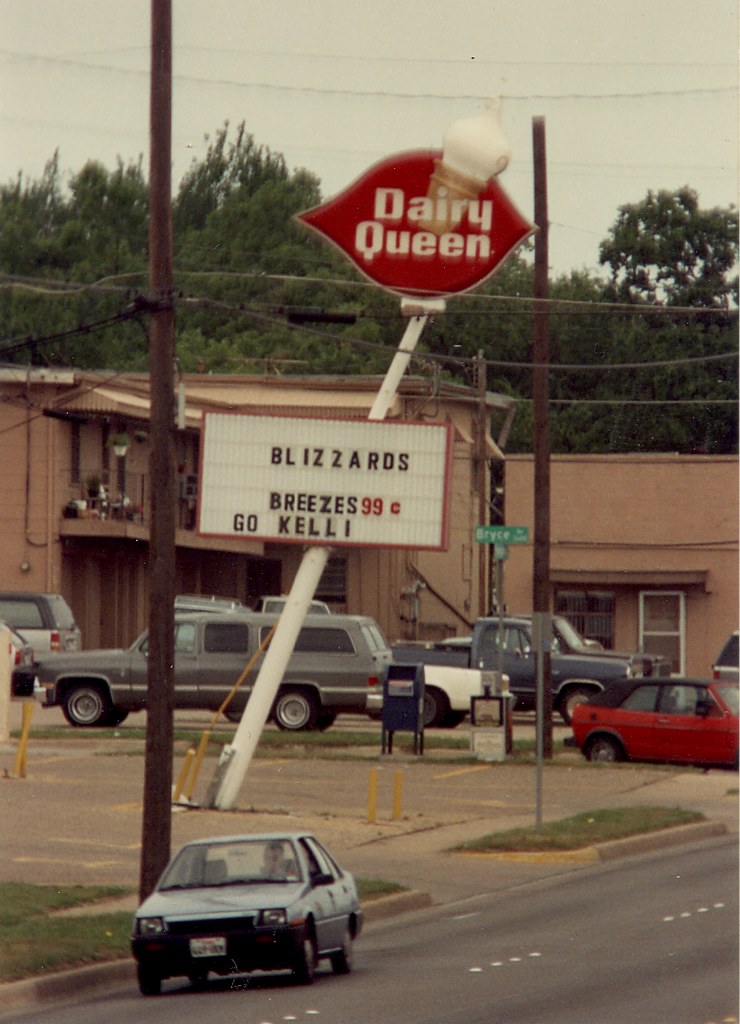 Dairy
Queen
BLIZZARDS
BREEZES 99 ¢
GO KELLI
Bryce